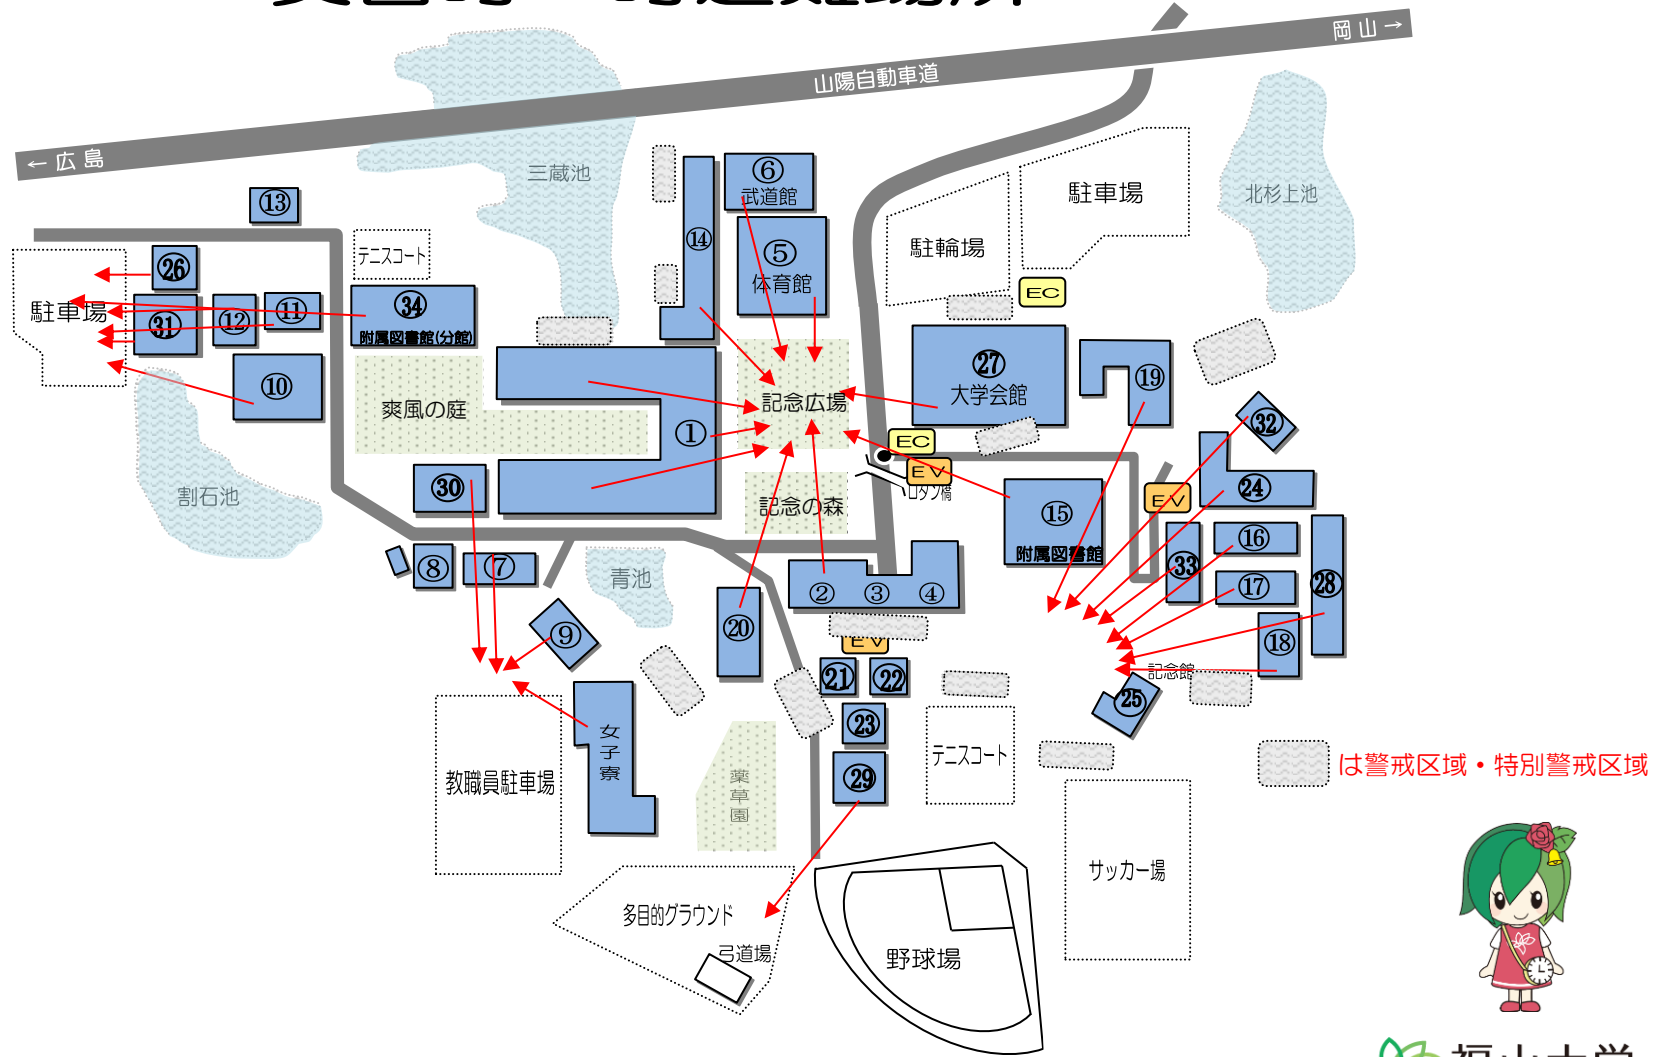 岡山→
山陽自動車道
←広島
三蔵池
⑥
武道館
⑬
⑭
⑤
体育館
駐車場
駐輪場
北杉上池
テニスコート
㉖
駐車場
㉛
⑫
⑪
㉞
附属図書館(分館)
⑩
爽風の庭
①
記念広場
EC
㉗
大学会館
⑲
㉜
EC
EV
ロダン橋
割石池
㉚
記念の森
⑮
附属図書館
EV
㉔
⑯
㉝
⑰
㉘
⑱
⑧
⑦
青池
②
③
④
⑨
⑳
EV
㉑
㉒
記念館
㉕
女子寮
㉓
テニスコート
教職員駐車場
薬草園
㉙
は警戒区域・特別警戒区域
サッカー場
多目的グラウンド
弓道場
野球場
福山大学